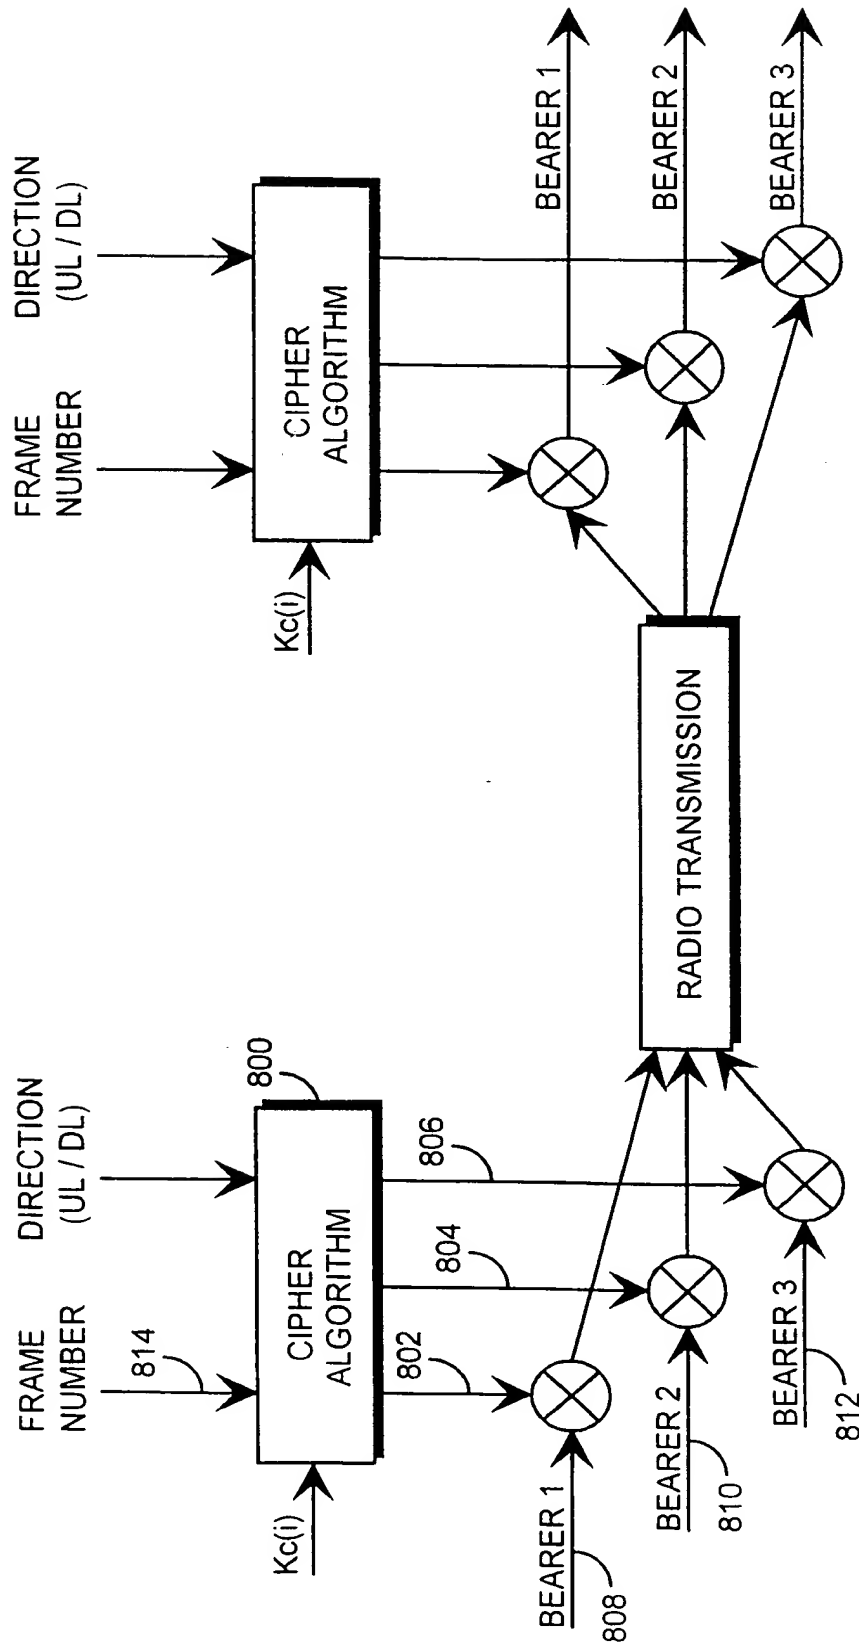 FRAME
NUMBER
DIRECTION
(UL / DL)
814
800
Kc(i)
CIPHER
ALGORITHM
802
804
806
BEARER 1
808
BEARER 2
810
BEARER 3
812
RADIO TRANSMISSION
FRAME
NUMBER
DIRECTION
(UL / DL)
Kc(i)
CIPHER
ALGORITHM
BEARER 1
BEARER 2
BEARER 3